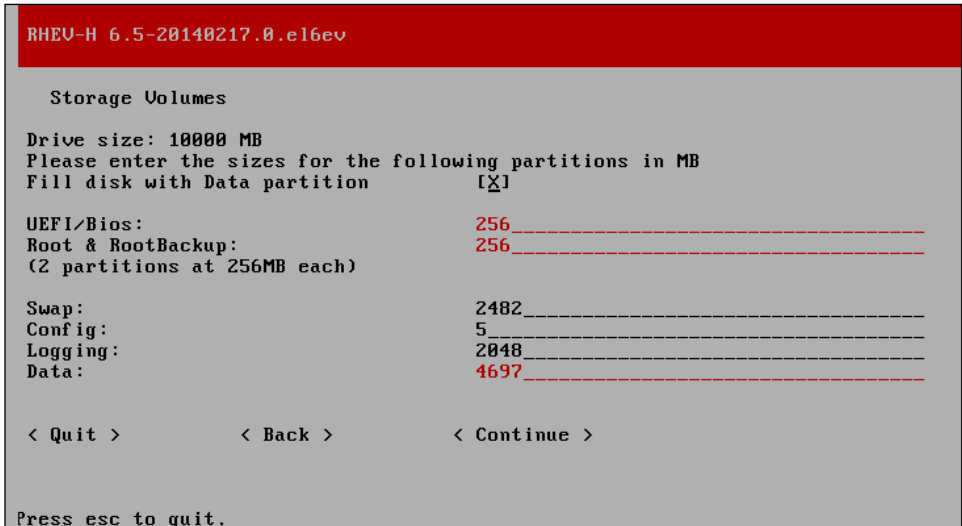 RHEV-H 6.5-20140217.0.el6ev
Storage Volumes
Drive size: 10000 MB
Please enter the sizes for the following partitions in MB
Fill disk with Data partition [X]
UEFI/Bios: 256
Root & RootBackup: 256
(2 partitions at 256MB each)
Swap: 2482
Config: 5
Logging: 2048
Data: 4697
< Quit > < Back > < Continue >
Press esc to quit.